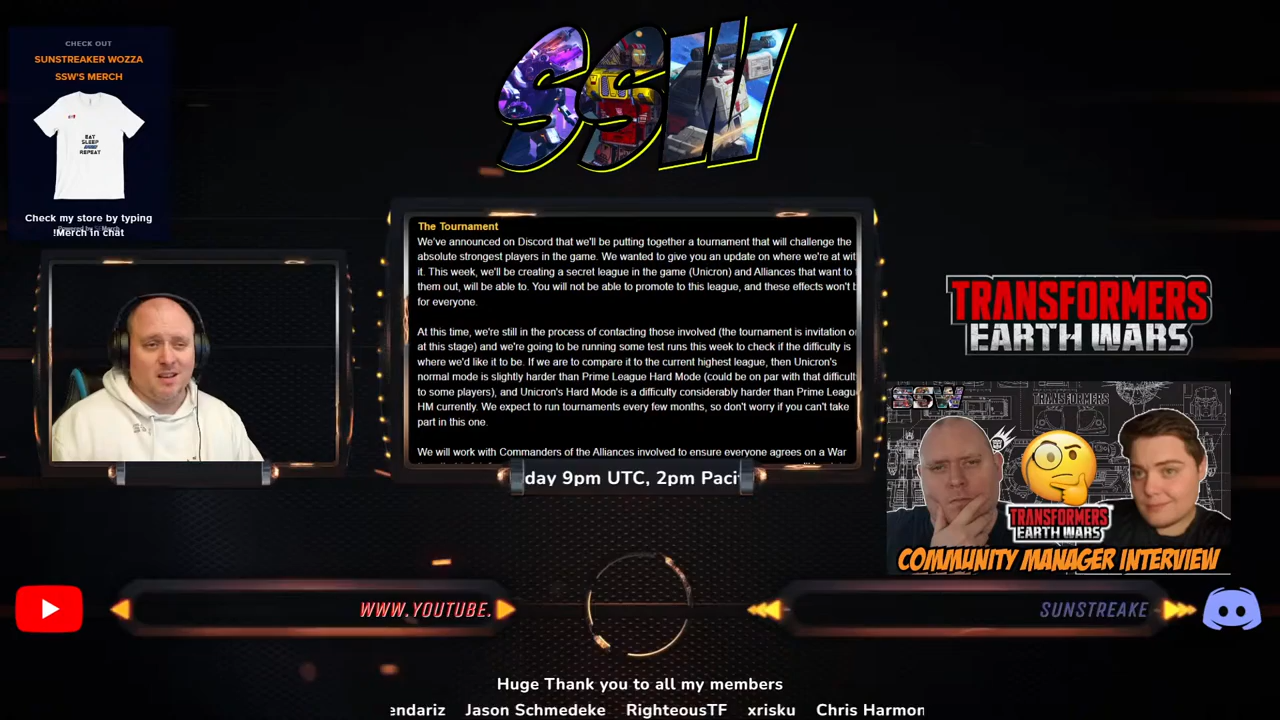 CHECK OUT
SUNSTREAKER WOZZA
SSW'S MERCH
EAT
SLEEP
REPEAT
Check my store by typing
!Merch in chat
SSW
The Tournament
We've announced on Discord that we'll be putting together a tournament that will challenge the
absolute strongest players in the game. We wanted to give you an update on where we're at wit
it. This week, we'll be creating a secret league in the game (Unicron) and Alliances that want to
them out, will be able to. You will not be able to promote to this league, and these effects won't
for everyone.
At this time, we're still in the process of contacting those involved (the tournament is invitation
at this stage) and we're going to be running some test runs this week to check if the difficulty is
where we'd like it to be. If we are to compare it to the current highest league, then Unicron's
normal mode is slightly harder than Prime League Hard Mode (could be on par with that difficult
to some players), and Unicron's Hard Mode is a difficulty considerably harder than Prime Leagu
HM currently. We expect to run tournaments every few months, so don't worry if you can't take
part in this one.
We will work with Commanders of the Alliances involved to ensure everyone agrees on a War
day 9pm UTC, 2pm Paci
TRANSFORMERS
EARTH WARS
SSW
TRANSFORMERS
TRANSFORMERS
EARTH WARS
COMMUNITY MANAGER INTERVIEW
WWW.YOUTUBE.
SUNSTREAKE
Huge Thank you to all my members
endariz Jason Schmedeke RighteousTF xrisku Chris Harmon